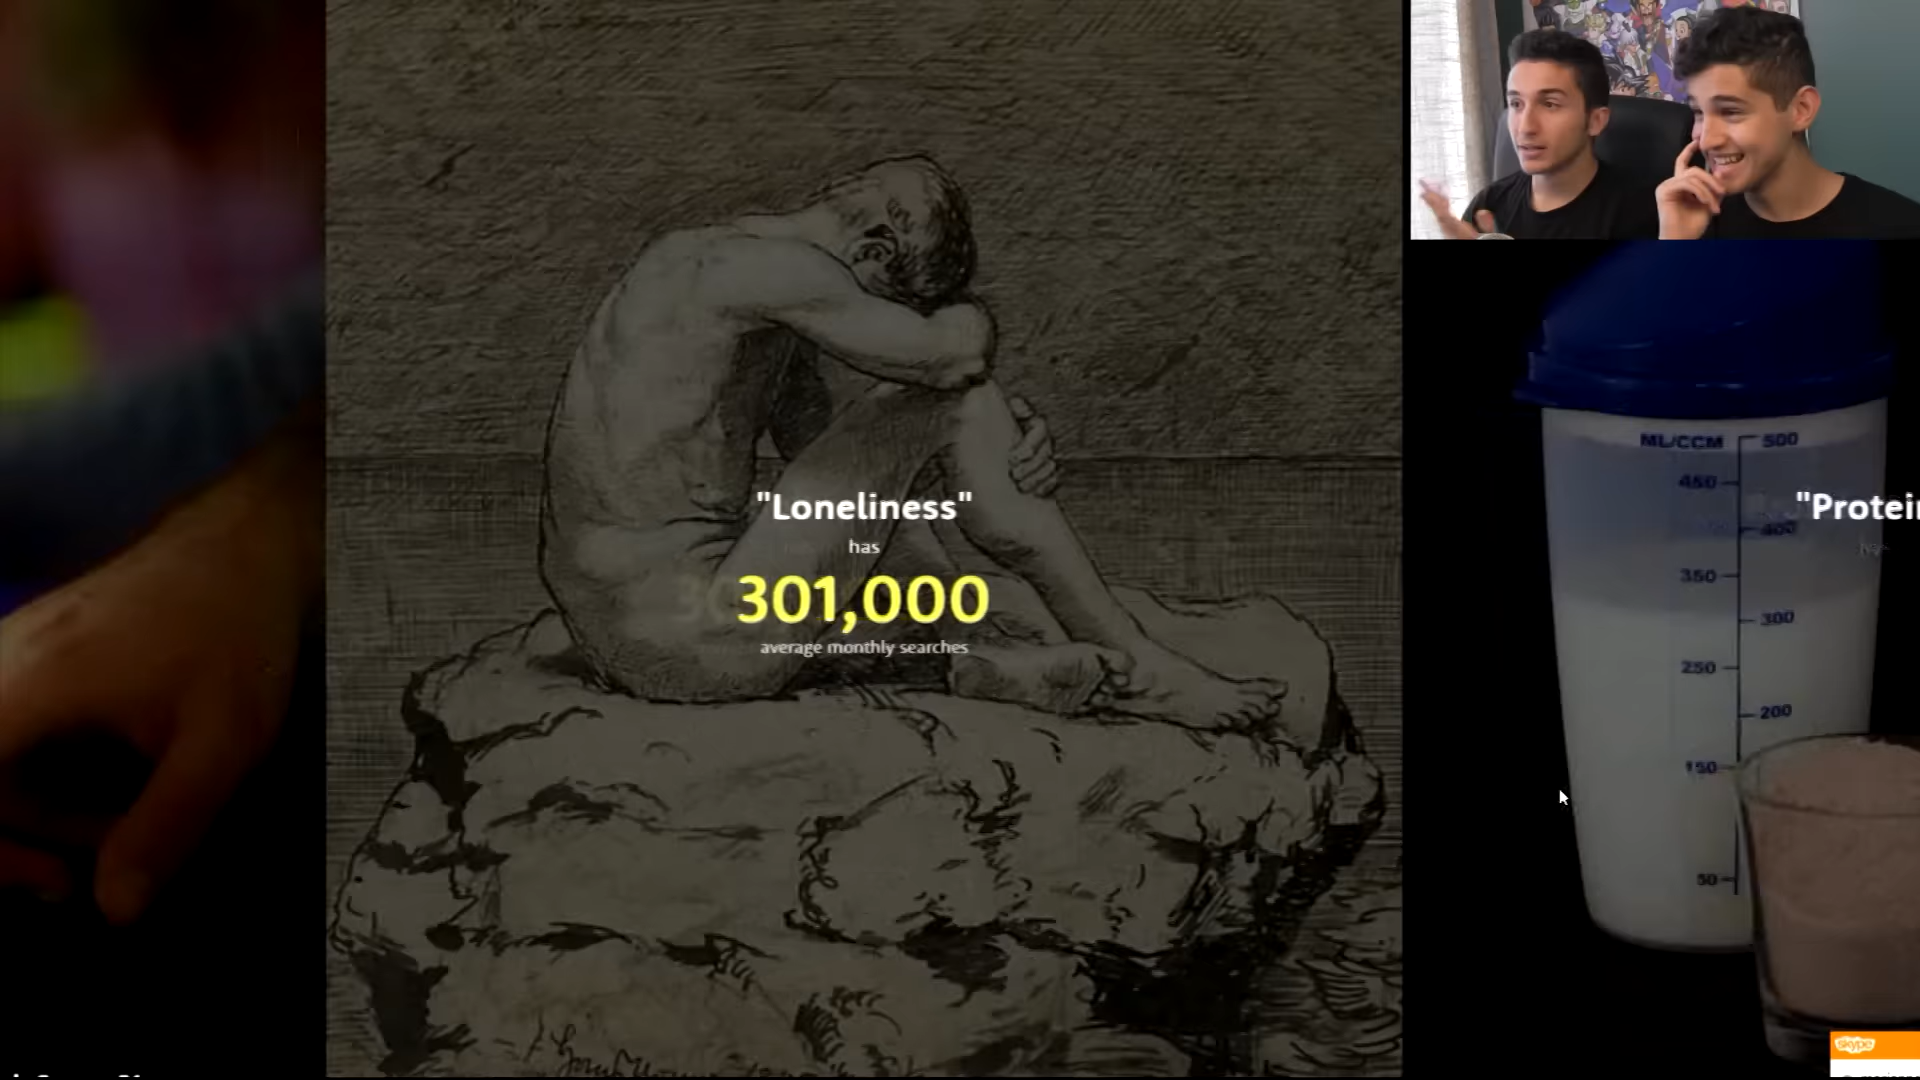 "Loneliness"
has
301,000
average monthly searches
ML/CCM
500
450
400
350
300
250
200
150
50
"Protein
skype